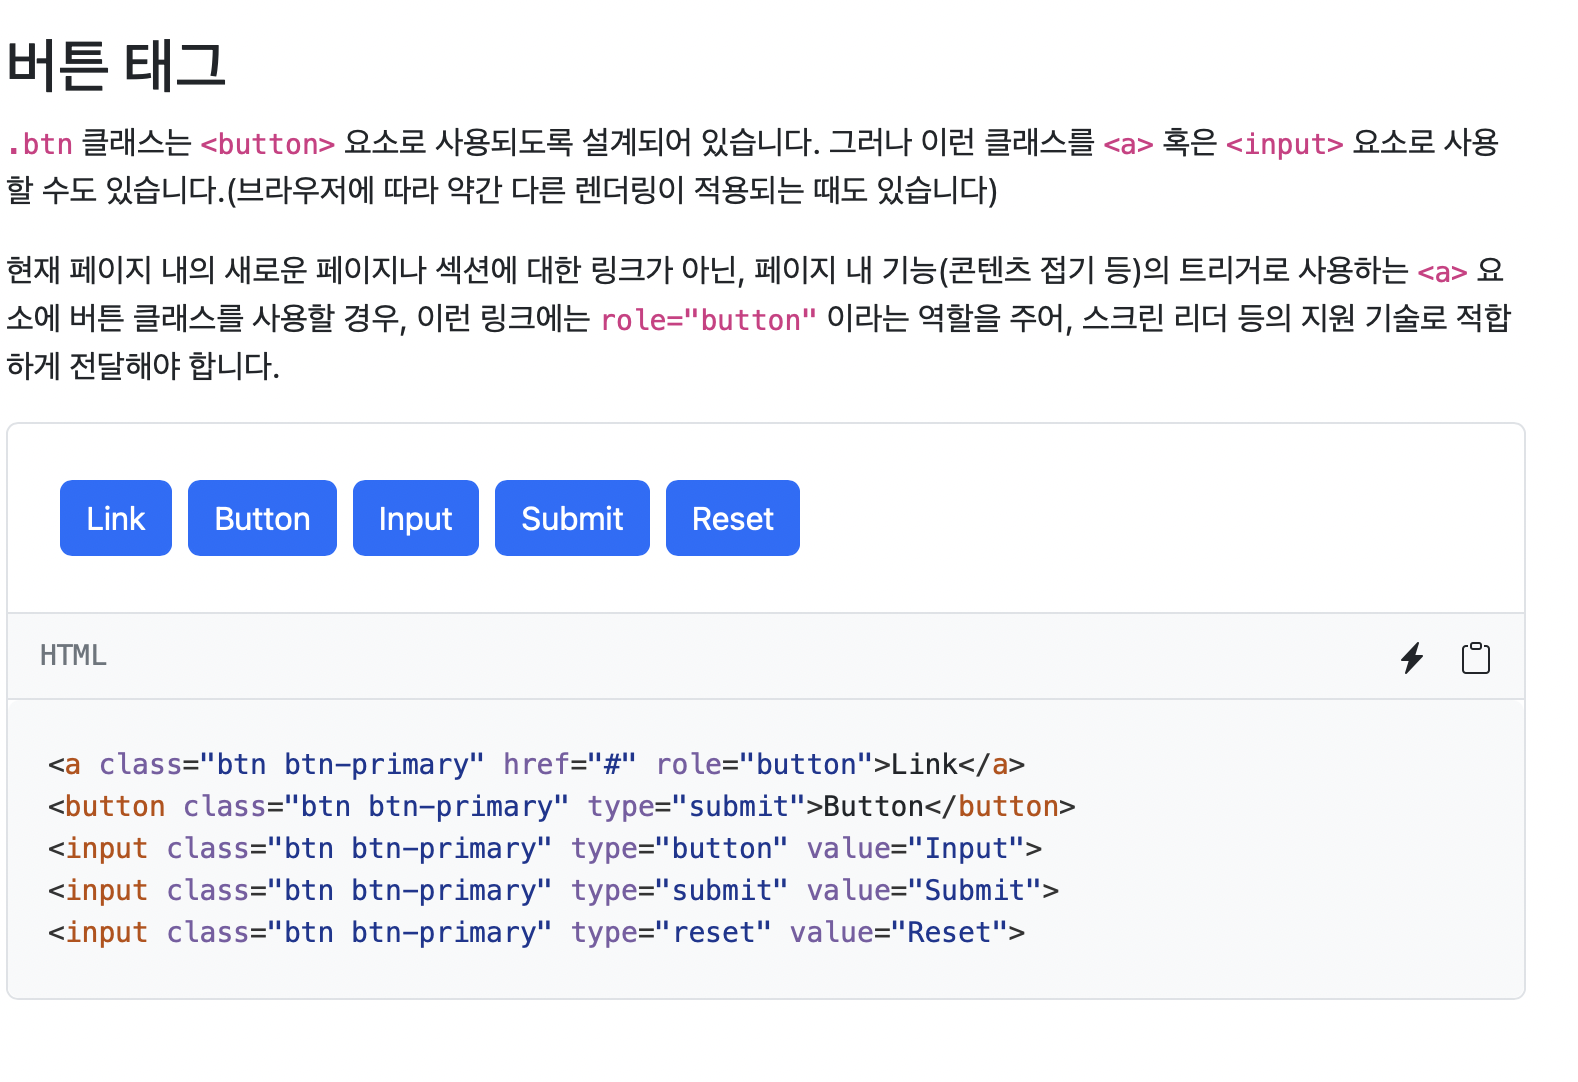 버튼 태그
.btn 클래스는 <button> 요소로 사용되도록 설계되어 있습니다. 그러나 이런 클래스를 <a> 혹은 <input> 요소로 사용
할 수도 있습니다.(브라우저에 따라 약간 다른 렌더링이 적용되는 때도 있습니다)
현재 페이지 내의 새로운 페이지나 섹션에 대한 링크가 아닌, 페이지 내 기능(콘텐츠 접기 등)의 트리거로 사용하는 <a> 요
소에 버튼 클래스를 사용할 경우, 이런 링크에는 role="button" 이라는 역할을 주어, 스크린 리더 등의 지원 기술로 적합
하게 전달해야 합니다.
Link Button Input Submit Reset
HTML
<a class="btn btn-primary" href="#" role="button">Link</a>
<button class="btn btn-primary" type="submit">Button</button>
<input class="btn btn-primary" type="button" value="Input">
<input class="btn btn-primary" type="submit" value="Submit">
<input class="btn btn-primary" type="reset" value="Reset">